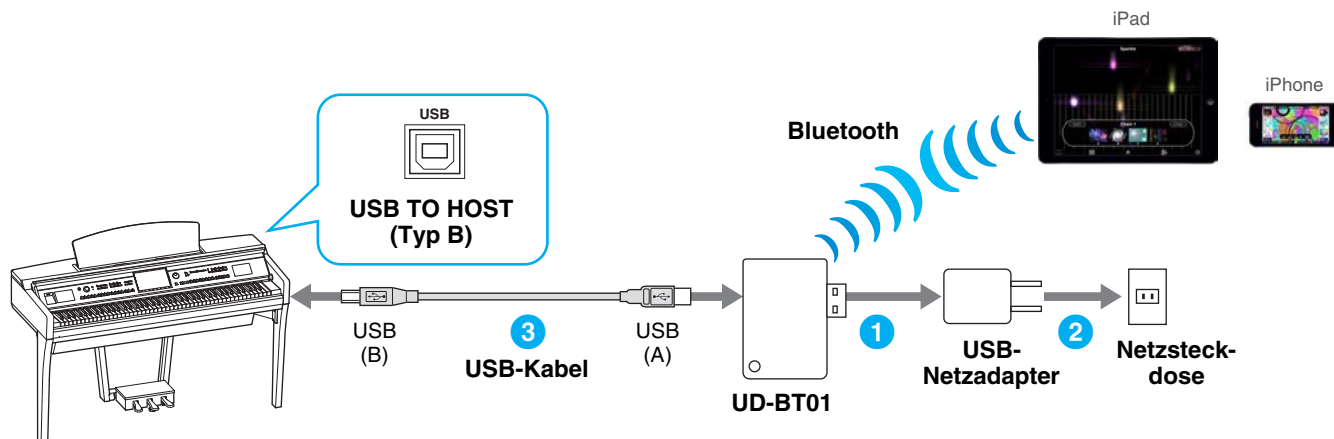 iPad
iPhone
Bluetooth
USB
USB TO HOST
(Typ B)
USB
(B)
3
USB-Kabel
USB
(A)
UD-BT01
1
USB-
Netzadapter
2
Netzsteck-
dose